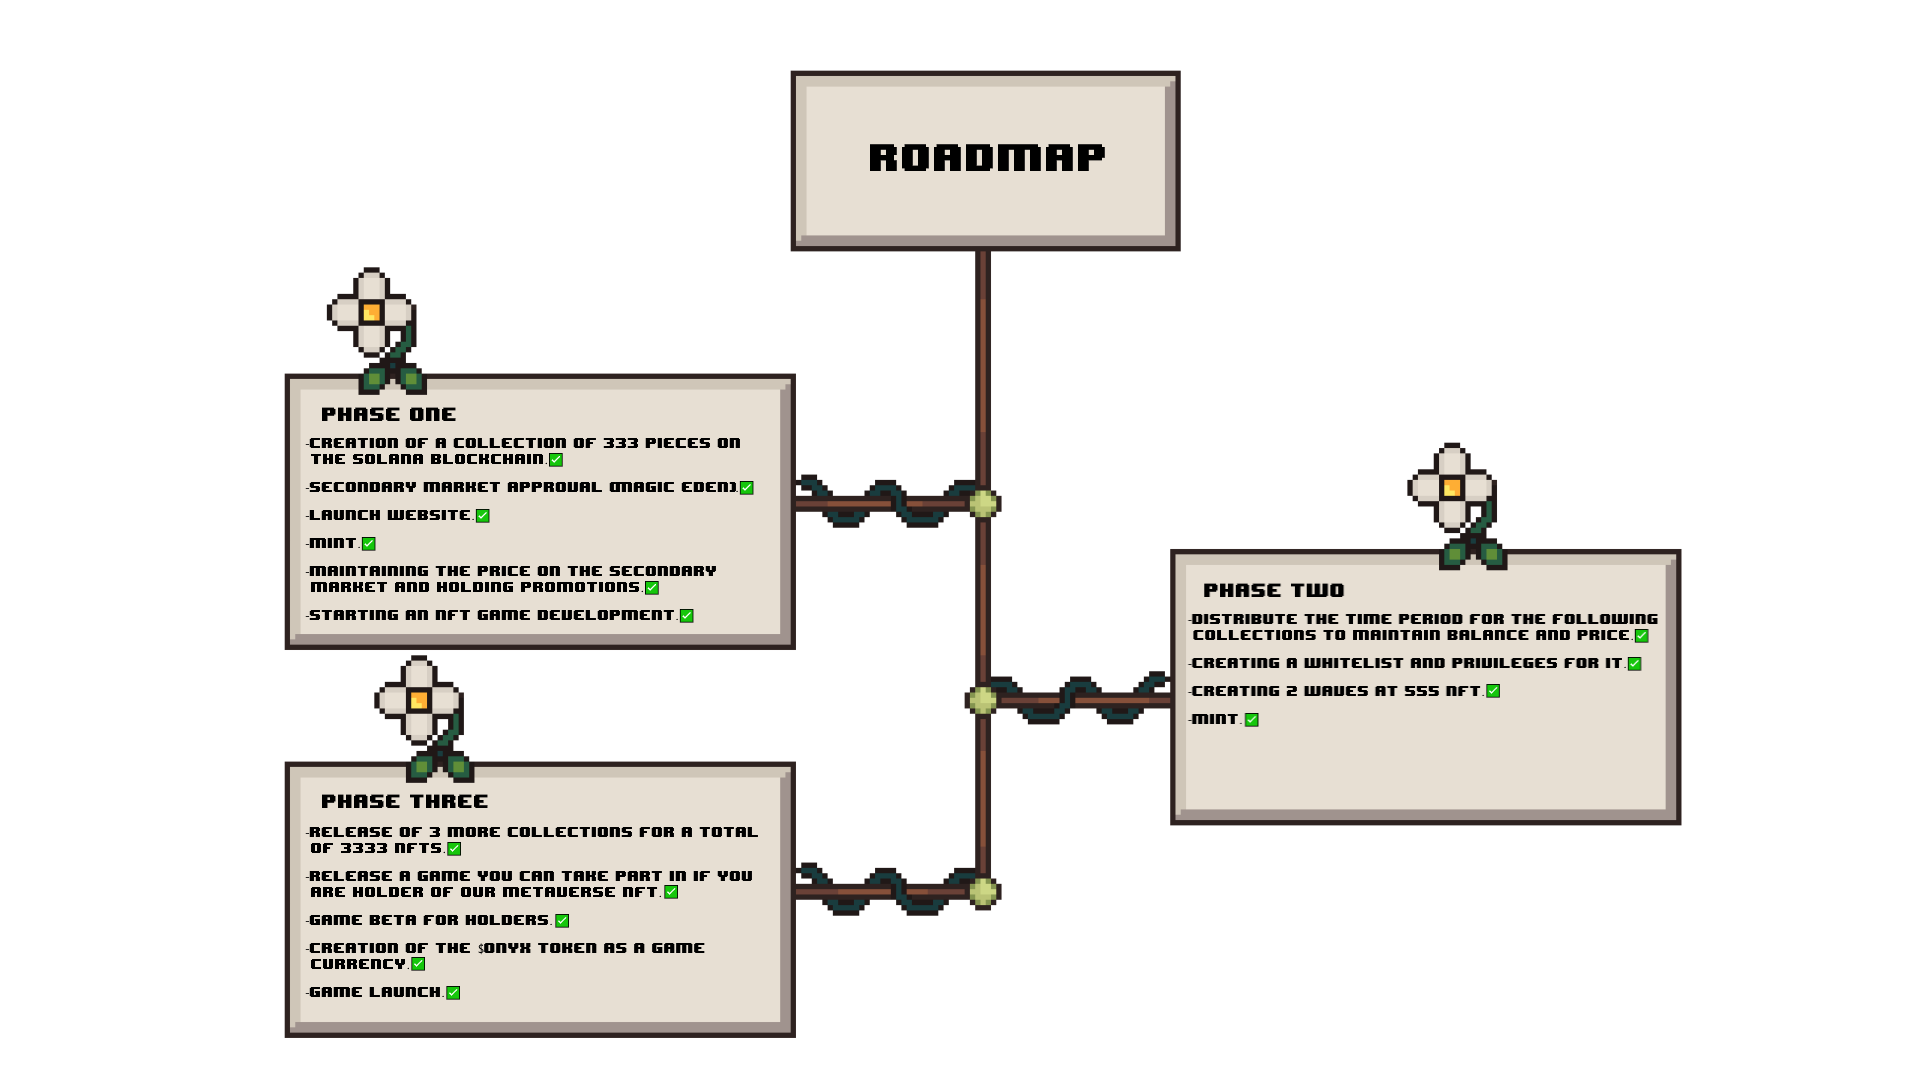 ROADMAP
PHASE ONE
-CREATION OF A COLLECTION OF 333 PIECES ON
THE SOLANA BLOCKCHAIN.✅
-SECONDARY MARKET APPROVAL (MAGIC EDEN).✅
-LAUNCH WEBSITE.✅
-MINT.✅
-MAINTAINING THE PRICE ON THE SECONDARY
MARKET AND HOLDING PROMOTIONS.✅
-STARTING AN NFT GAME DEVELOPMENT.✅
PHASE TWO
-DISTRIBUTE THE TIME PERIOD FOR THE FOLLOWING
COLLECTIONS TO MAINTAIN BALANCE AND PRICE.✅
-CREATING A WHITELIST AND PRIVILEGES FOR IT.✅
-CREATING 2 WAVES AT 555 NFT.✅
-MINT.✅
PHASE THREE
-RELEASE OF 3 MORE COLLECTIONS FOR A TOTAL
OF 3333 NFTS.✅
-RELEASE A GAME YOU CAN TAKE PART IN IF YOU
ARE HOLDER OF OUR METAVERSE NFT.✅
-GAME BETA FOR HOLDERS.✅
-CREATION OF THE $ONYX TOKEN AS A GAME
CURRENCY.✅
-GAME LAUNCH.✅